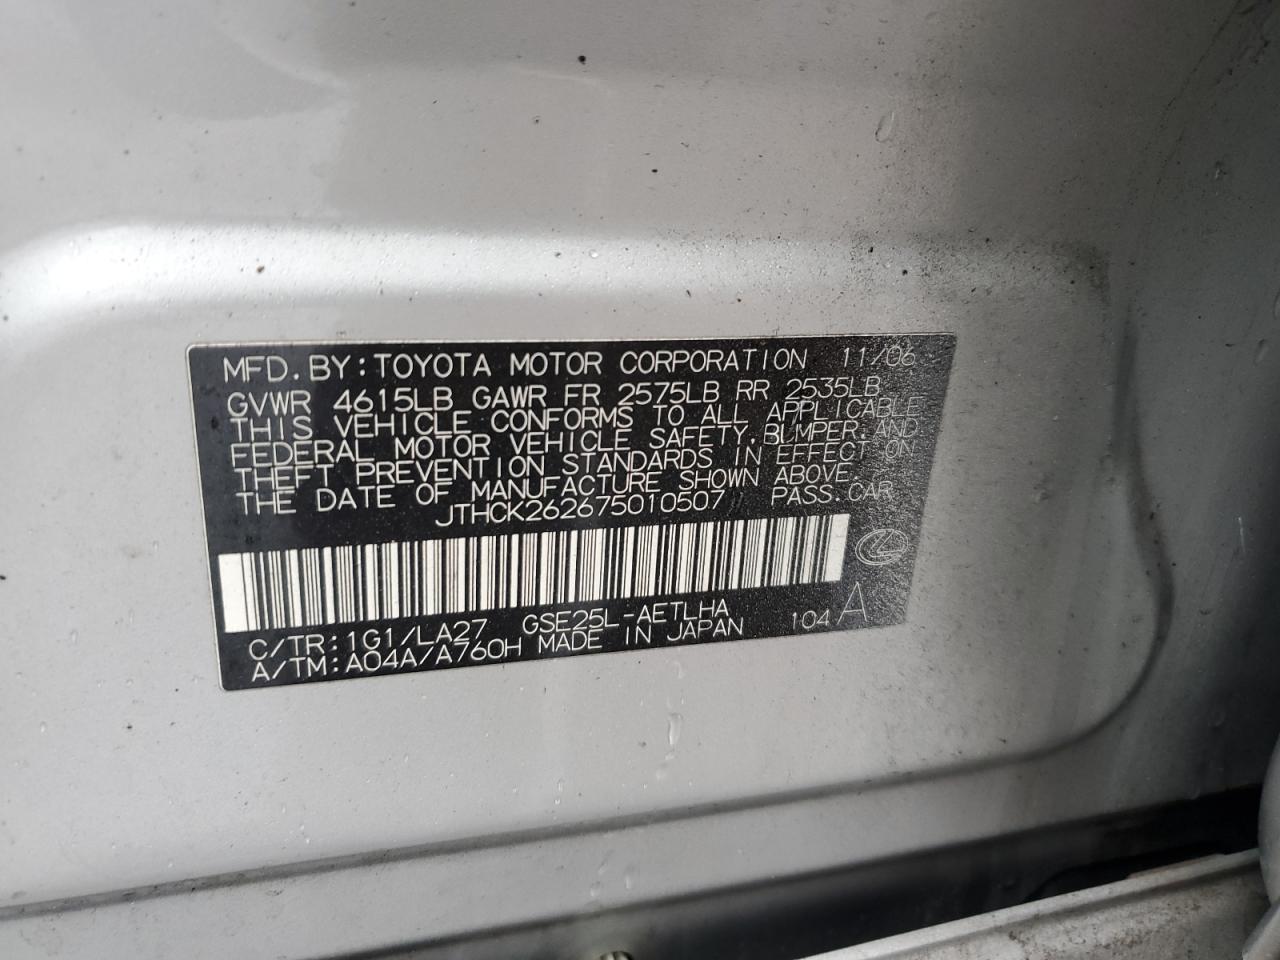 MFD. BY: TOYOTA MOTOR CORPORATION 11/06
GVWR 4615LB GAWR FR 2575LB RR 2535LB
THIS VEHICLE CONFORMS TO ALL APPLICABLE
FEDERAL MOTOR VEHICLE SAFETY, BUMPER, AND
THEFT PREVENTION STANDARDS IN EFFECT ON
THE DATE OF MANUFACTURE SHOWN ABOVE.
JTHCK262675010507 PASS. CAR
C/TR: 1G1/LA27 GSE25L-AETLHA 104 A
A/TM: A04A/A760H MADE IN JAPAN